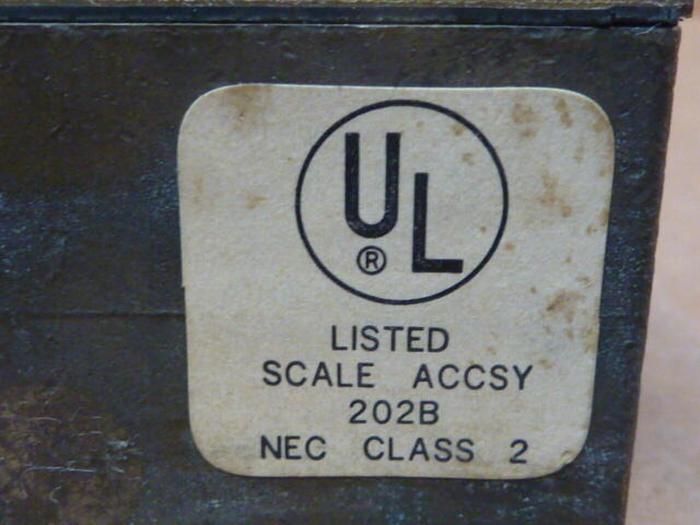 UL
®
LISTED
SCALE ACCSY
202B
NEC CLASS 2